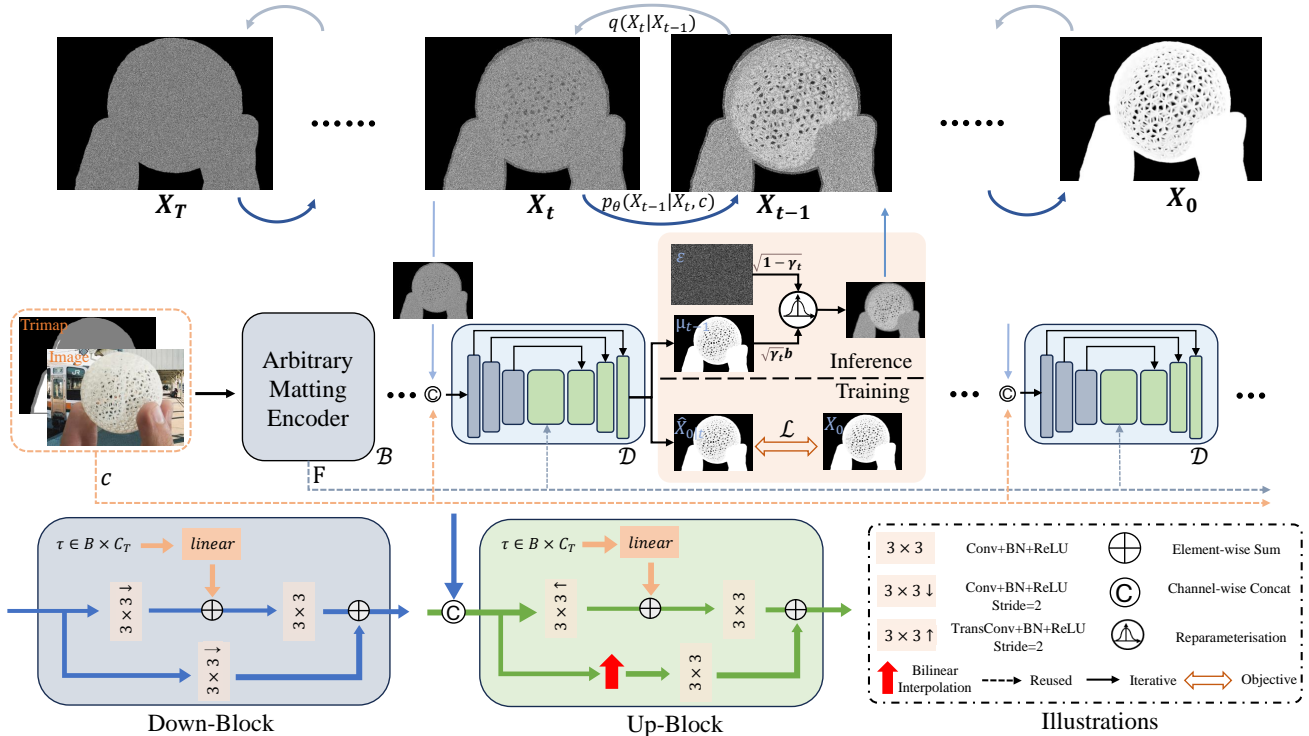 q(X_t|X_{t-1})
X_T
X_t
p_θ(X_{t-1}|X_t, c)
X_{t-1}
X_0
Trimap
Image
Arbitrary
Matting
Encoder
ℬ
C
𝒟
ε
√1 − γ_t
μ_{t-1}
√γ_t b
Inference
Training
X̂_0|t
ℒ
X_0
C
𝒟
c
F
τ ∈ B × C_T
linear
3 × 3↓
3 × 3
3 × 3↓
Down-Block
C
τ ∈ B × C_T
linear
3 × 3↑
3 × 3
3 × 3
Up-Block
3 × 3
Conv+BN+ReLU
Element-wise Sum
3 × 3 ↓
Conv+BN+ReLU
Stride=2
C
Channel-wise Concat
3 × 3 ↑
TransConv+BN+ReLU
Stride=2
Reparameterisation
Bilinear
Interpolation
Reused
Iterative
Objective
Illustrations